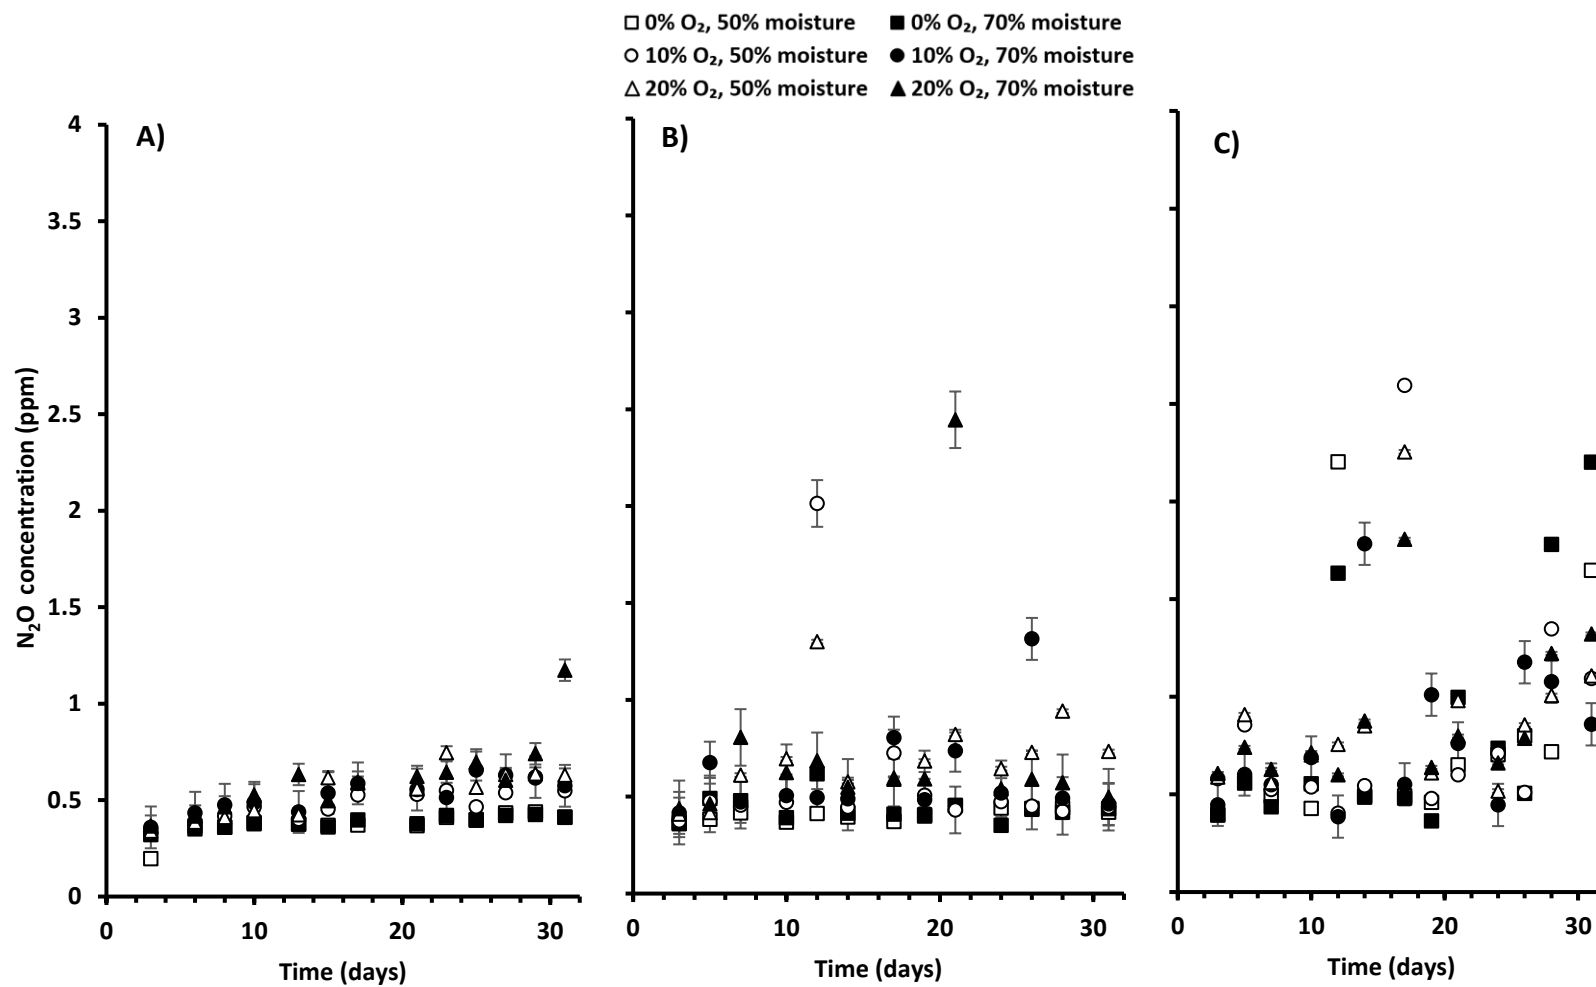 0% O₂, 50% moisture 0% O₂, 70% moisture
10% O₂, 50% moisture 10% O₂, 70% moisture
20% O₂, 50% moisture 20% O₂, 70% moisture
A)
B)
C)
N₂O concentration (ppm)
4
3.5
3
2.5
2
1.5
1
0.5
0
0 10 20 30
Time (days)
0 10 20 30
Time (days)
0 10 20 30
Time (days)